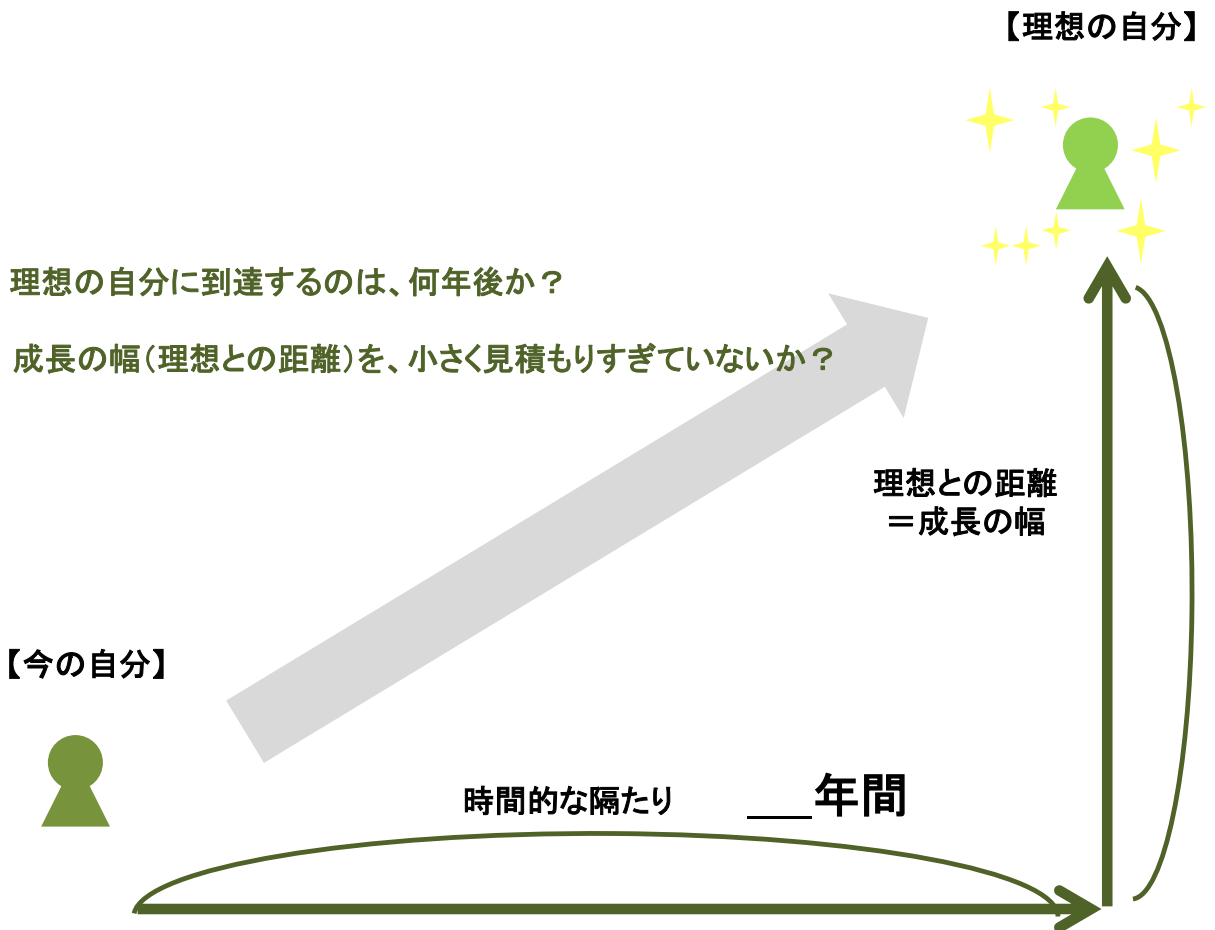 【理想の自分】
理想の自分に到達するのは、何年後か？
成長の幅（理想との距離）を、小さく見積もりすぎていないか？
理想との距離
＝成長の幅
【今の自分】
時間的な隔たり ___年間